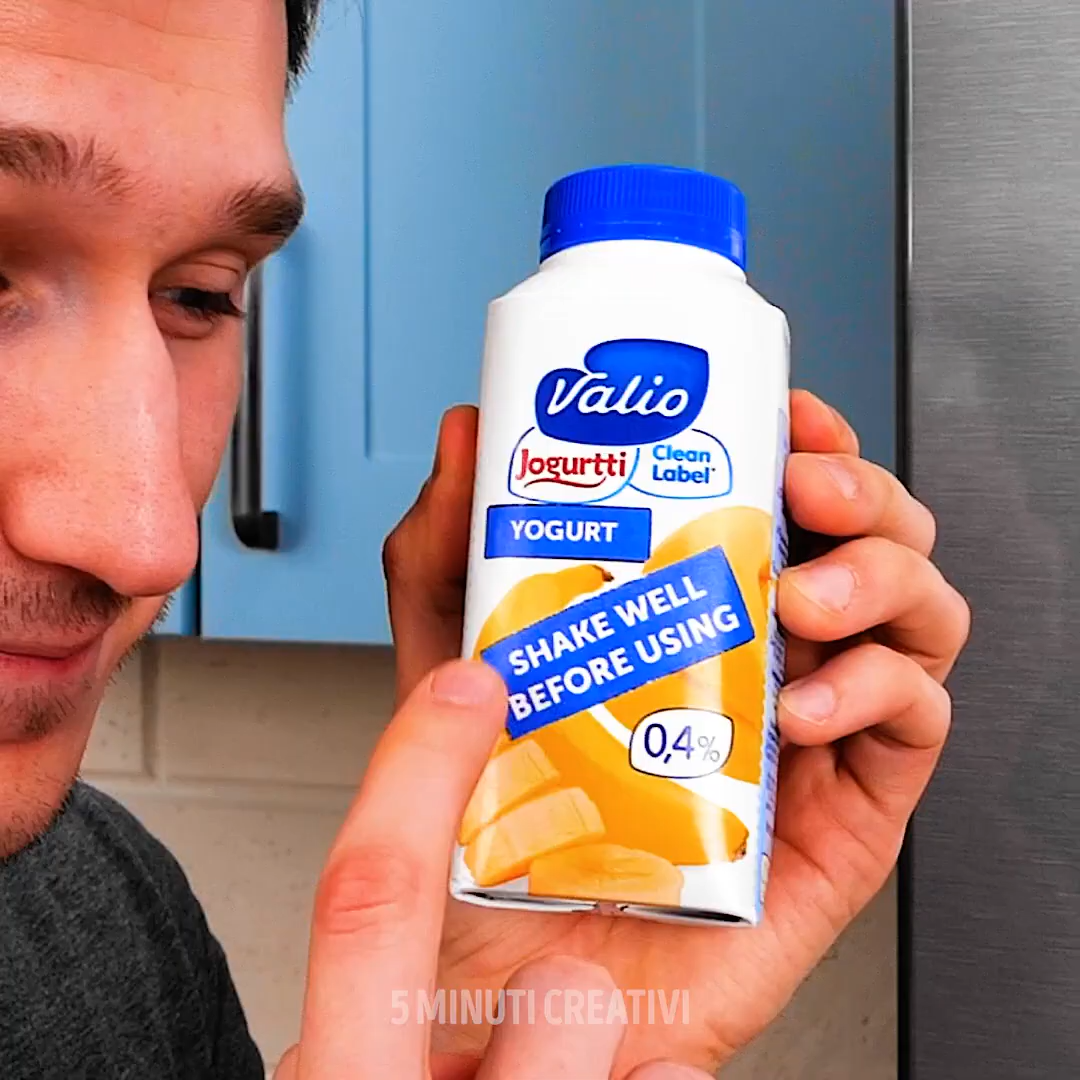 Valio
Jogurtti
Clean
Label*
YOGURT
SHAKE WELL
BEFORE USING
0,4%
5 MINUTI CREATIVI